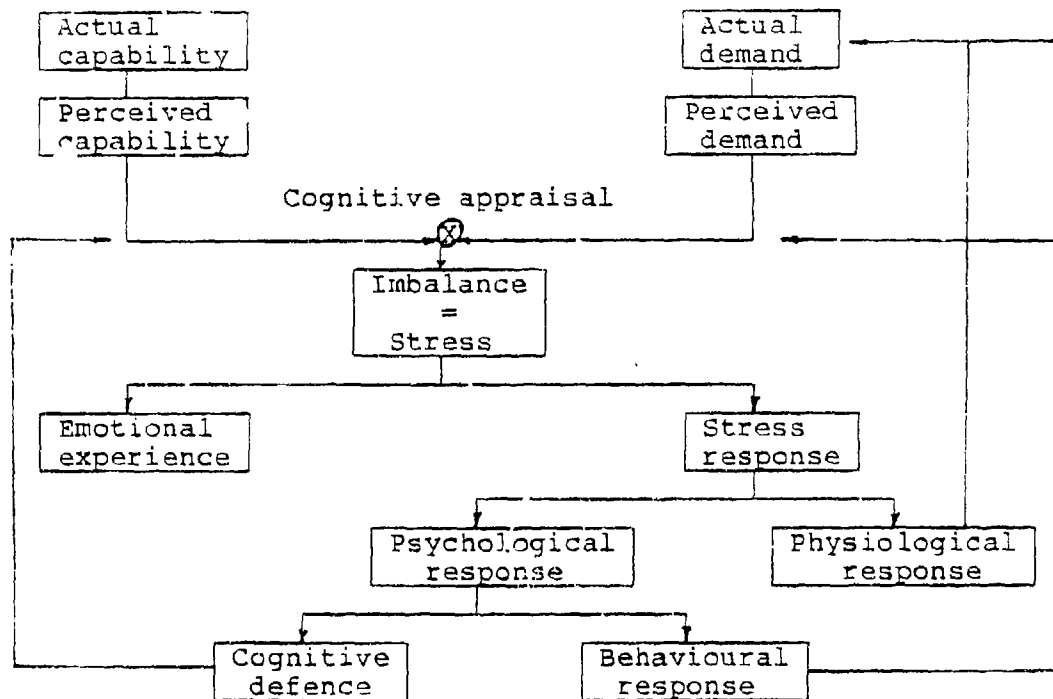 Actual
capability
Actual
demand
Perceived
capability
Perceived
demand
Cognitive appraisal
X
Imbalance
=
Stress
Emotional
experience
Stress
response
Psychological
response
Physiological
response
Cognitive
defence
Behavioural
response